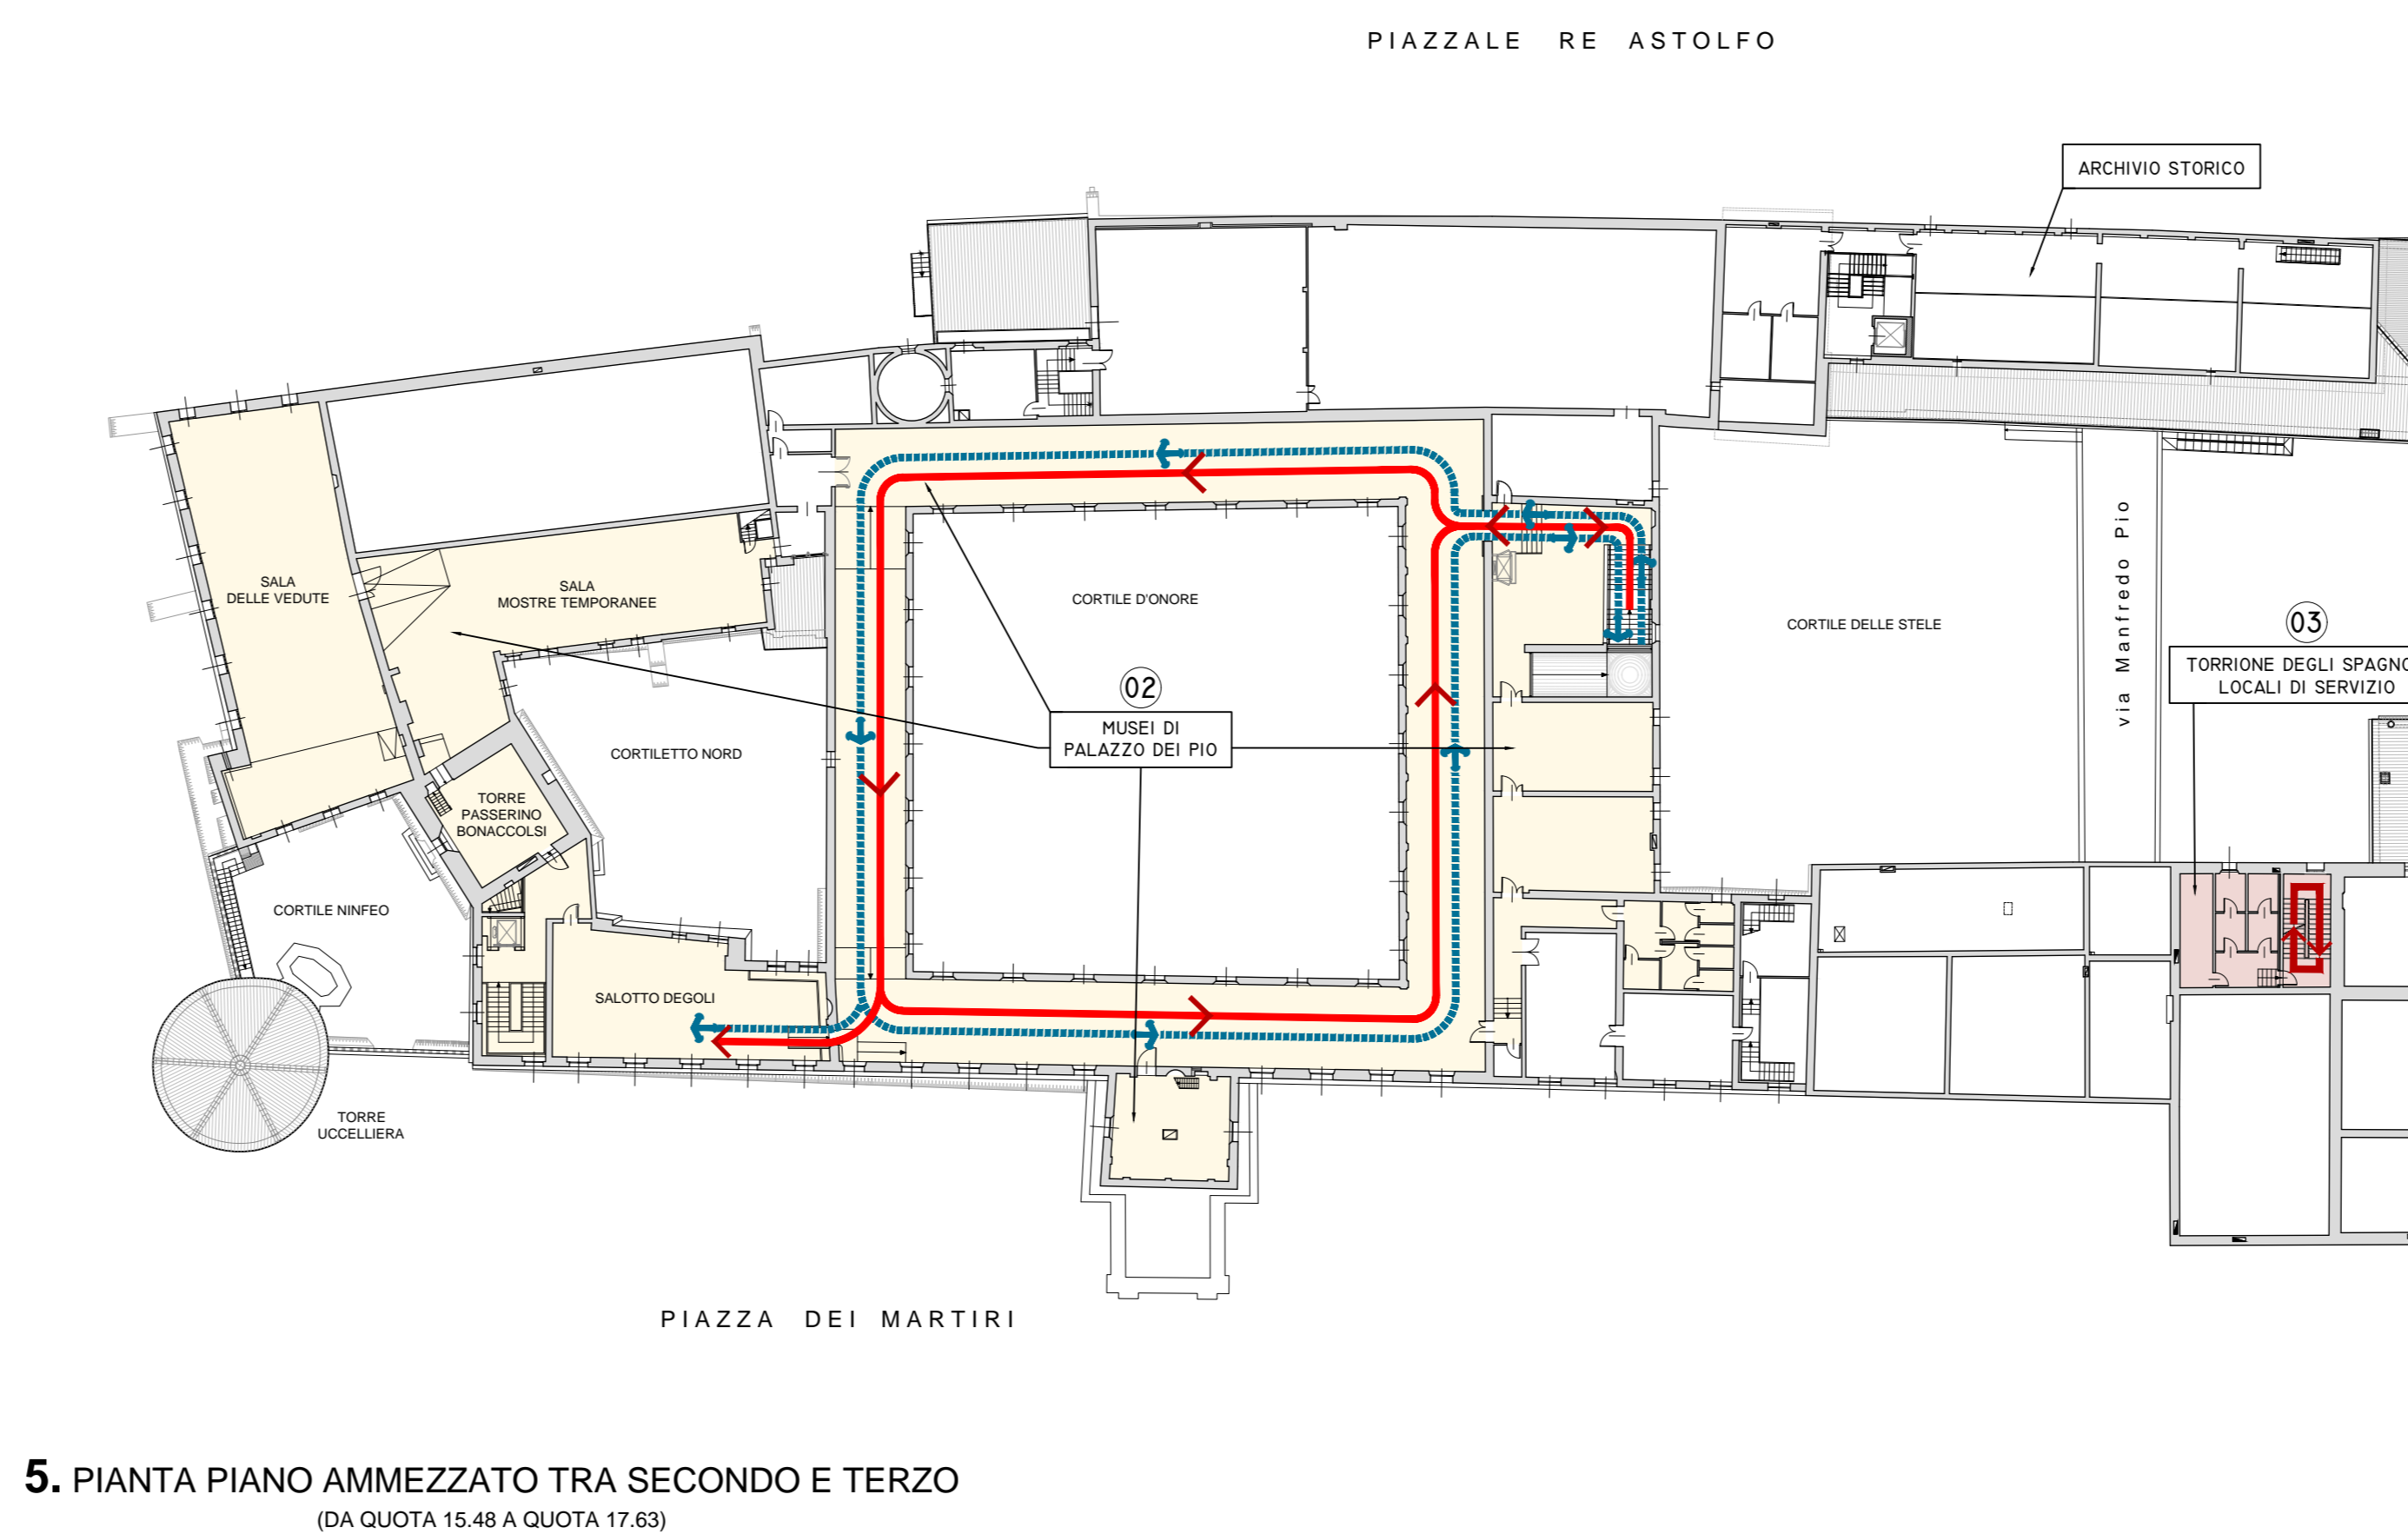 PIAZZALE RE ASTOLFO
ARCHIVIO STORICO
SALA
DELLE VEDUTE
SALA
MOSTRE TEMPORANEE
CORTILE D'ONORE
CORTILE DELLE STELE
via Manfredo Pio
03
TORRIONE DEGLI SPAGNO
LOCALI DI SERVIZIO
02
MUSEI DI
PALAZZO DEI PIO
CORTILETTO NORD
TORRE
PASSERINO
BONACCOLSI
CORTILE NINFEO
SALOTTO DEGOLI
TORRE
UCCELLIERA
PIAZZA DEI MARTIRI
5. PIANTA PIANO AMMEZZATO TRA SECONDO E TERZO
(DA QUOTA 15.48 A QUOTA 17.63)